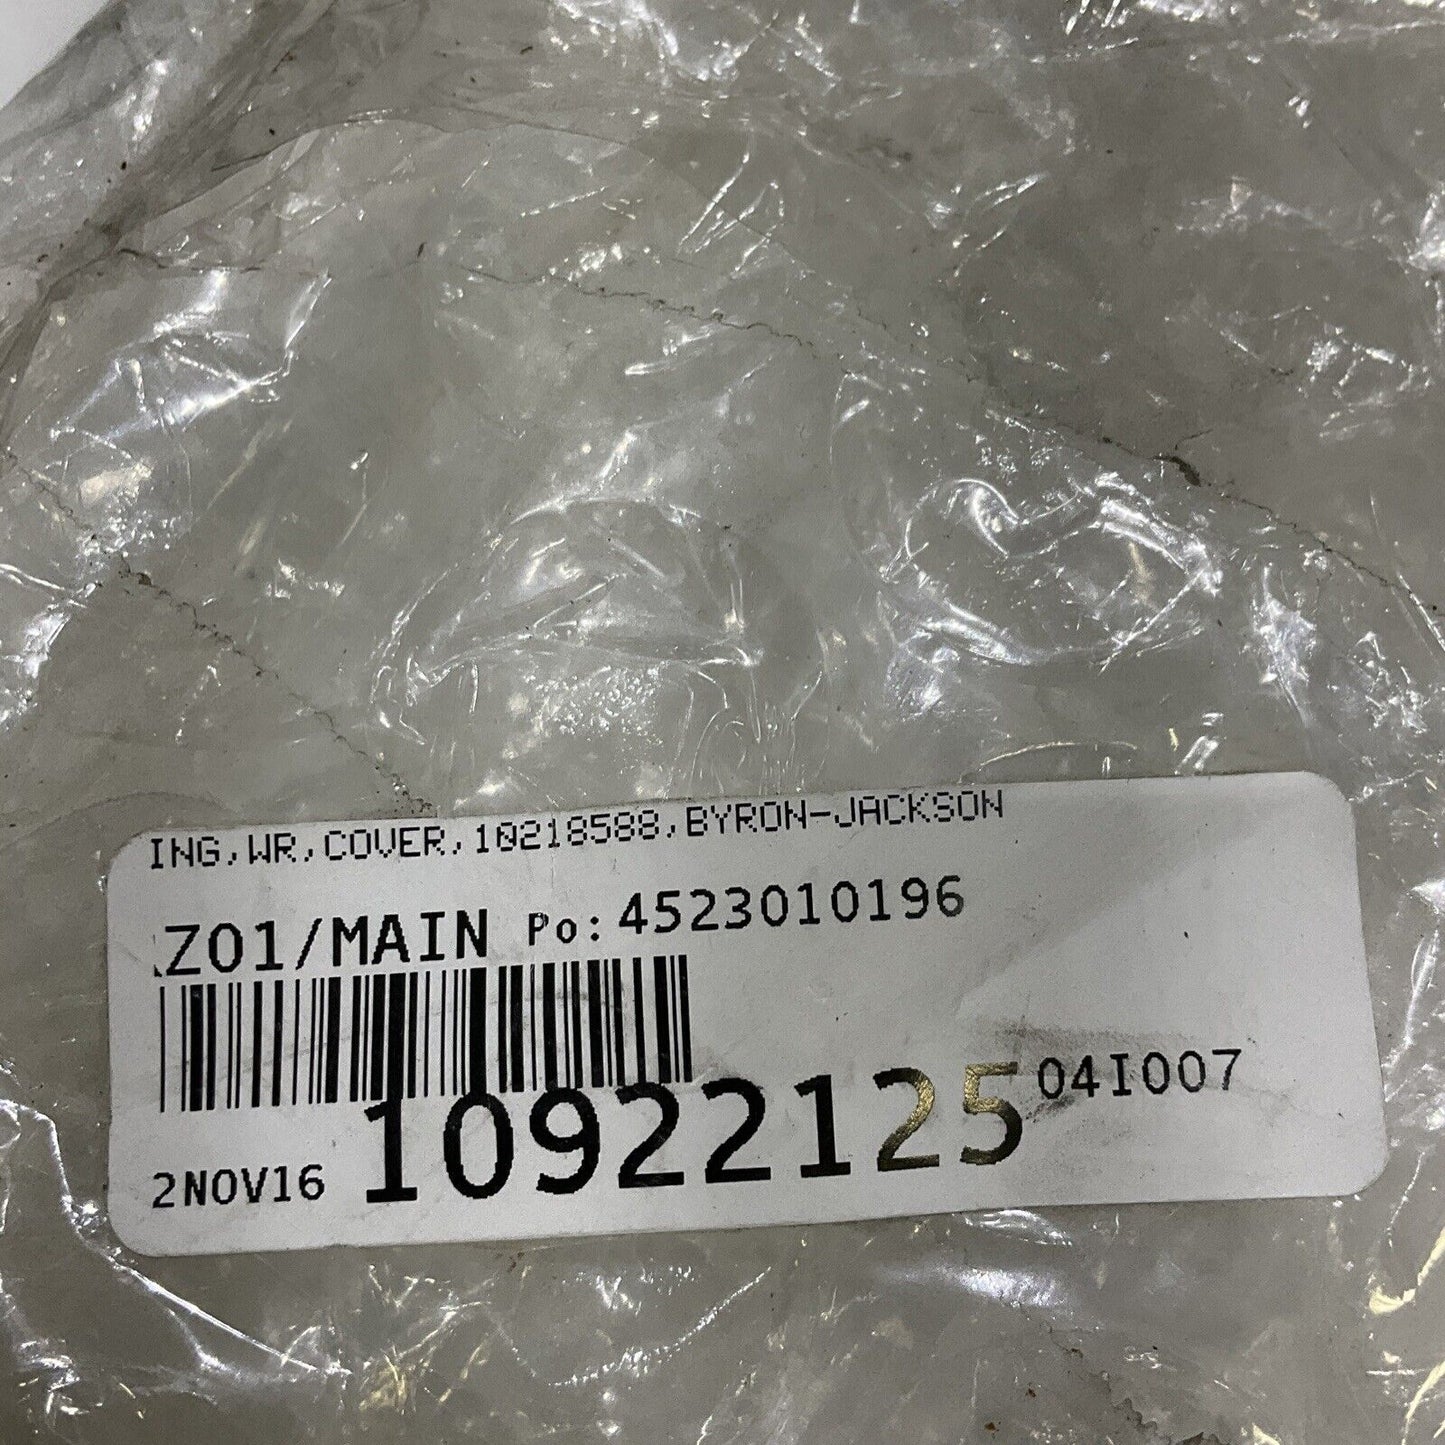 ING,WR,COVER,10218588,BYRON-JACKSON
Z01/MAIN Po: 4523010196
04I007
2NOV16 10922125